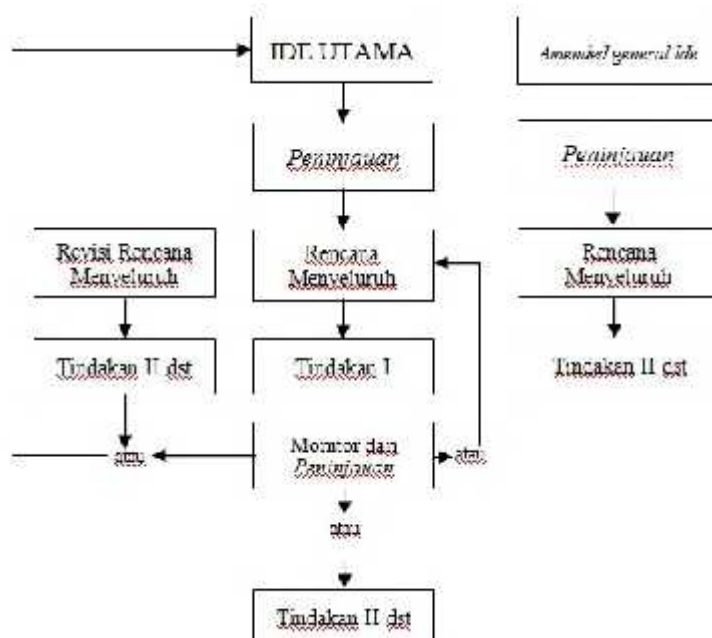 IDE UTAMA
Amandel general Ide
Peninjauan
Peninjauan
Revisi Rencana
Menyeluruh
Rencana
Menyeluruh
Rencana
Menyeluruh
Tindakan II dst
Tindakan I
Tindakan II dst
atau
Monitor dan
Peninjauan
atau
atau
Tindakan II dst